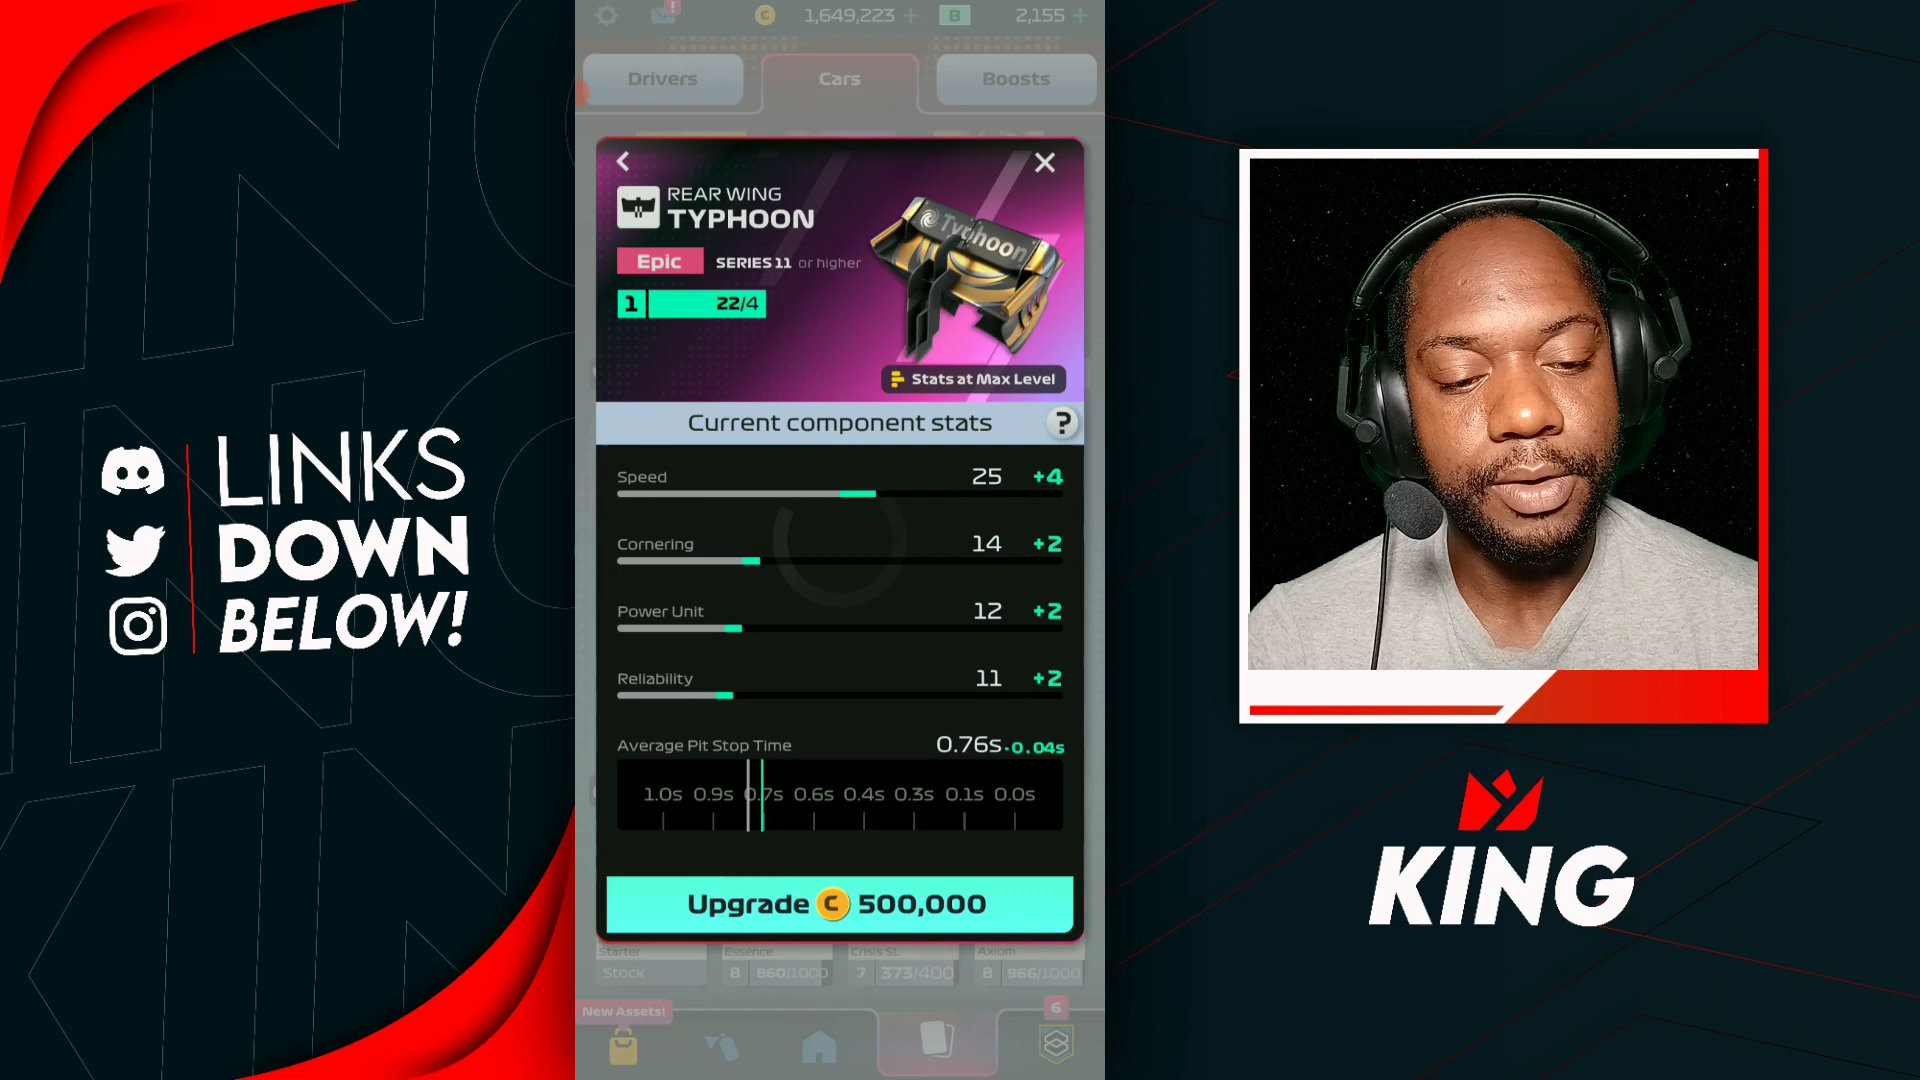 1,649,223
B
2,155
Drivers
Cars
Boosts
REAR WING
TYPHOON
Typhoon
Epic
SERIES 11 or higher
1
22/4
Stats at Max Level
Current component stats
?
Speed
25 +4
Cornering
14 +2
Power Unit
12 +2
Reliability
11 +2
Average Pit Stop Time
0.76s -0.04s
1.0s 0.9s 0.7s 0.6s 0.4s 0.3s 0.1s 0.0s
Upgrade C 500,000
Starter
Stock
Essence
8 860/1000
Crisis SL
7 373/400
Axiom
8 966/1000
New Assets!
6
LINKS
DOWN
BELOW!
KING